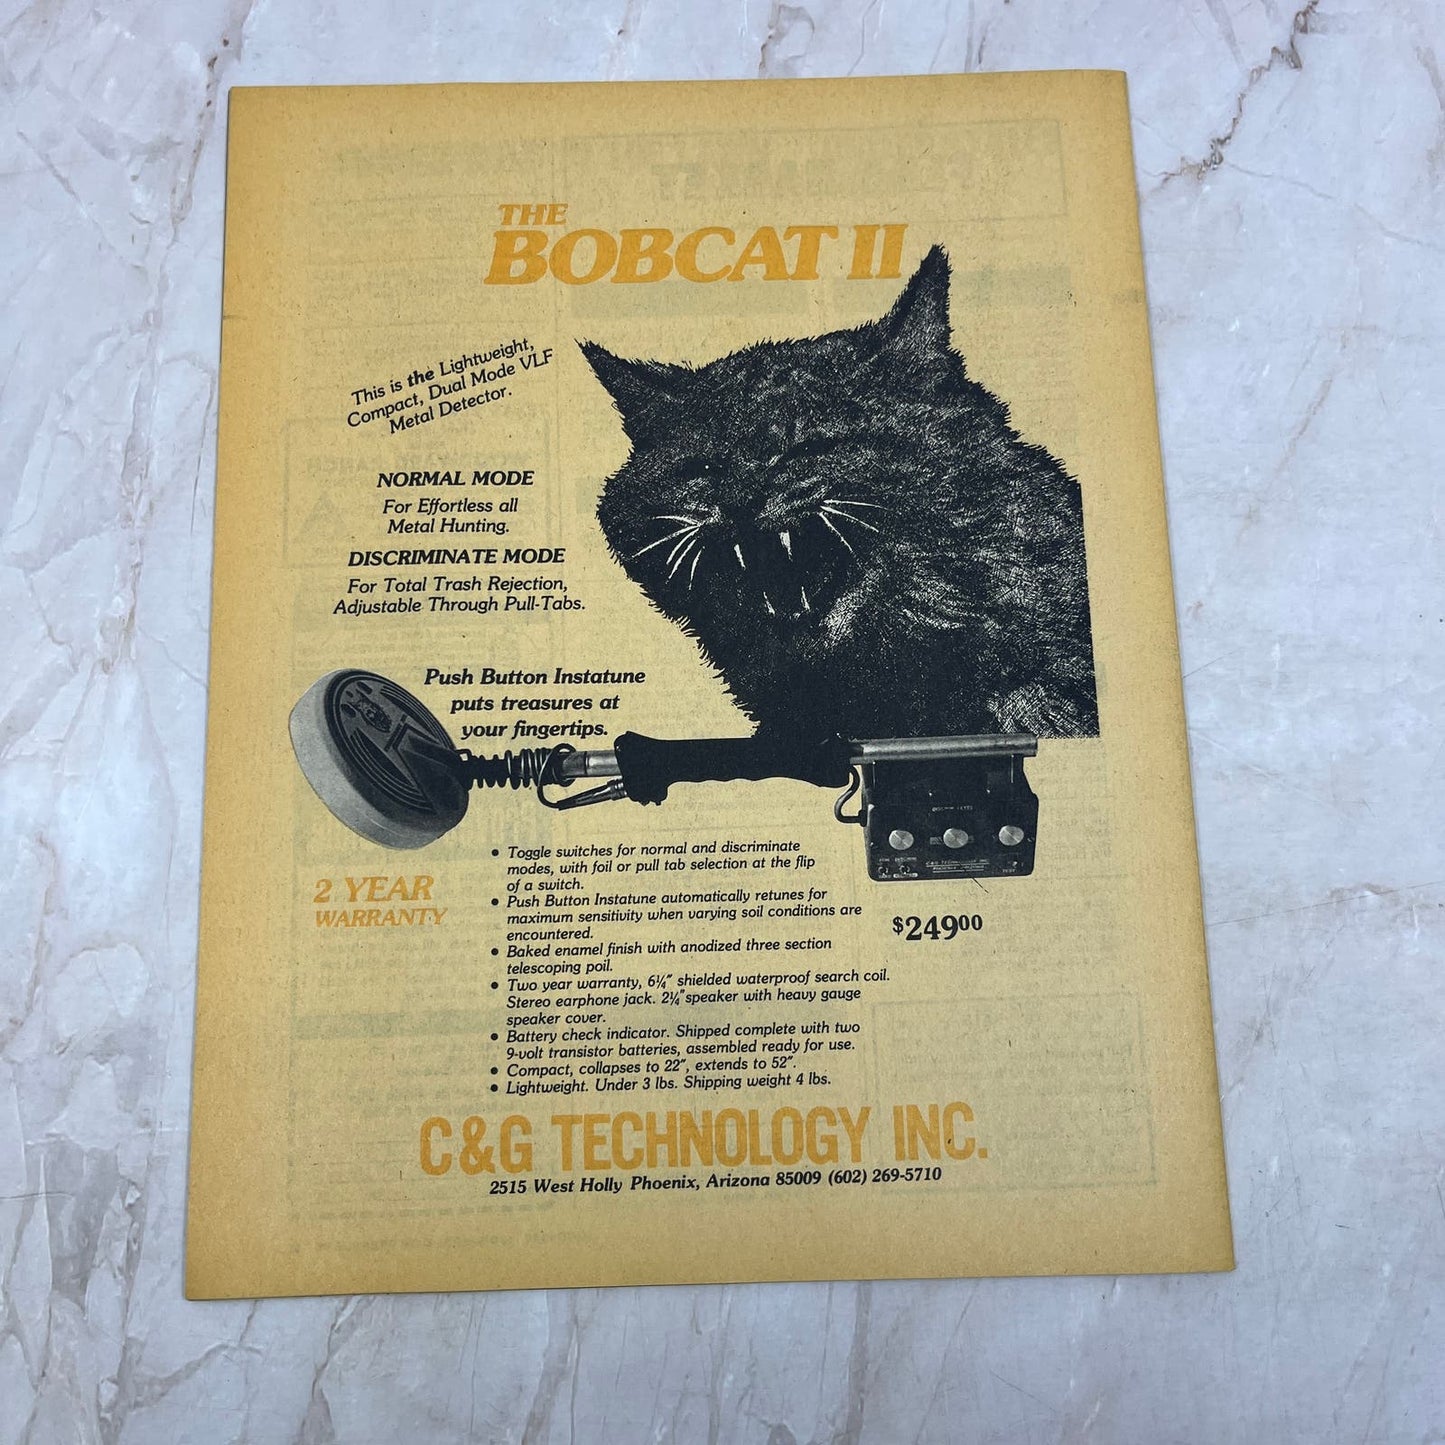 THE
BOBCAT II
This is the Lightweight,
Compact, Dual Mode VLF
Metal Detector.
NORMAL MODE
For Effortless all
Metal Hunting.
DISCRIMINATE MODE
For Total Trash Rejection,
Adjustable Through Pull-Tabs.
Push Button Instatune
puts treasures at
your fingertips.
2 YEAR
WARRANTY
• Toggle switches for normal and discriminate
modes, with foil or pull tab selection at the flip
of a switch.
• Push Button Instatune automatically retunes for
maximum sensitivity when varying soil conditions are
encountered.
• Baked enamel finish with anodized three section
telescoping poil.
• Two year warranty, 6¼" shielded waterproof search coil.
Stereo earphone jack. 2¼" speaker with heavy gauge
speaker cover.
• Battery check indicator. Shipped complete with two
9-volt transistor batteries, assembled ready for use.
• Compact, collapses to 22", extends to 52".
• Lightweight. Under 3 lbs. Shipping weight 4 lbs.
$24900
C&G TECHNOLOGY INC.
2515 West Holly Phoenix, Arizona 85009 (602) 269-5710